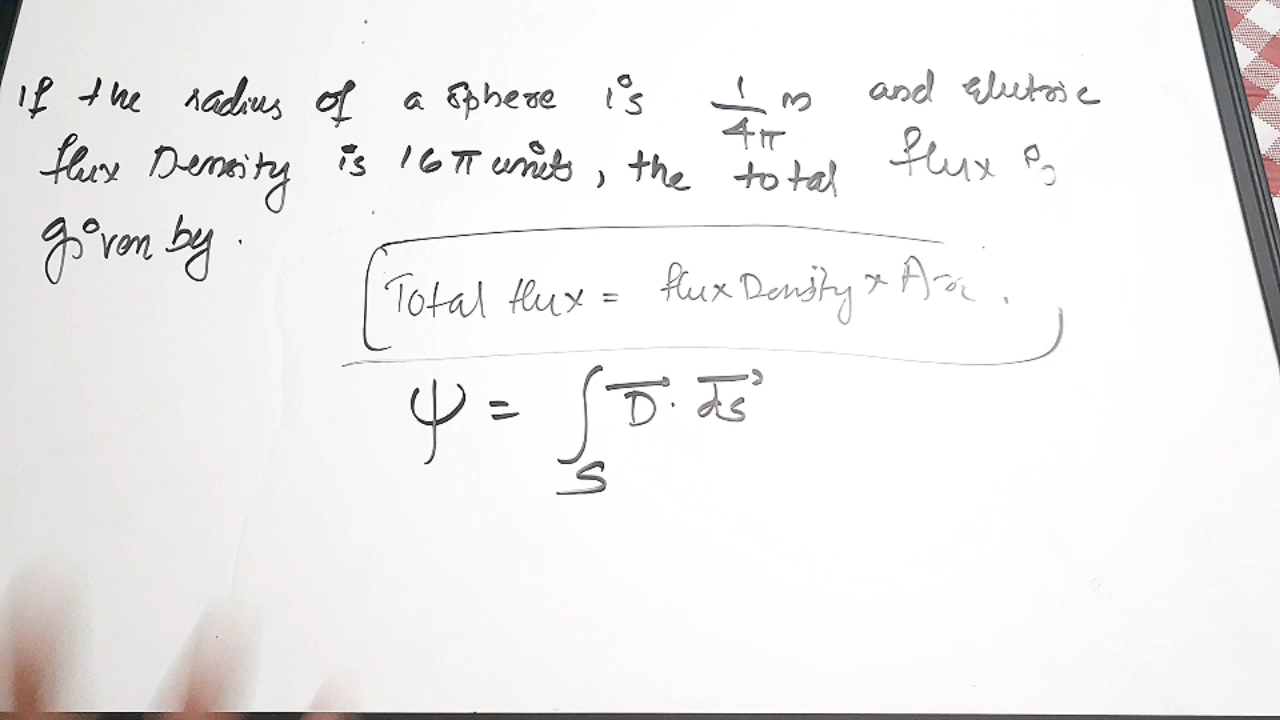 If the radius of a sphere is 1/4π m and Electric
flux Density is 16π units, the total flux is
given by.
Total flux = flux Density × Area.
ψ = ∫_S D⃗ · ds⃗